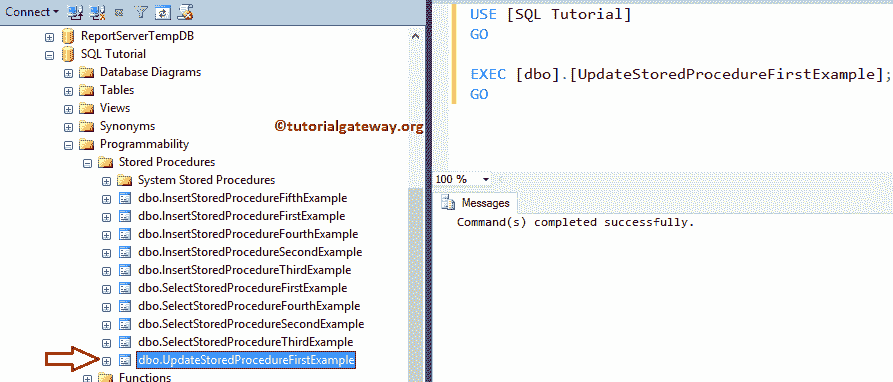 Connect
ReportServerTempDB
SQL Tutorial
Database Diagrams
Tables
Views
Synonyms
©tutorialgateway.org
Programmability
Stored Procedures
System Stored Procedures
dbo.InsertStoredProcedureFifthExample
dbo.InsertStoredProcedureFirstExample
dbo.InsertStoredProcedureFourthExample
dbo.InsertStoredProcedureSecondExample
dbo.InsertStoredProcedureThirdExample
dbo.SelectStoredProcedureFirstExample
dbo.SelectStoredProcedureFourthExample
dbo.SelectStoredProcedureSecondExample
dbo.SelectStoredProcedureThirdExample
dbo.UpdateStoredProcedureFirstExample
Functions
USE [SQL Tutorial]
GO
EXEC [dbo].[UpdateStoredProcedureFirstExample];
GO
100 %
Messages
Command(s) completed successfully.